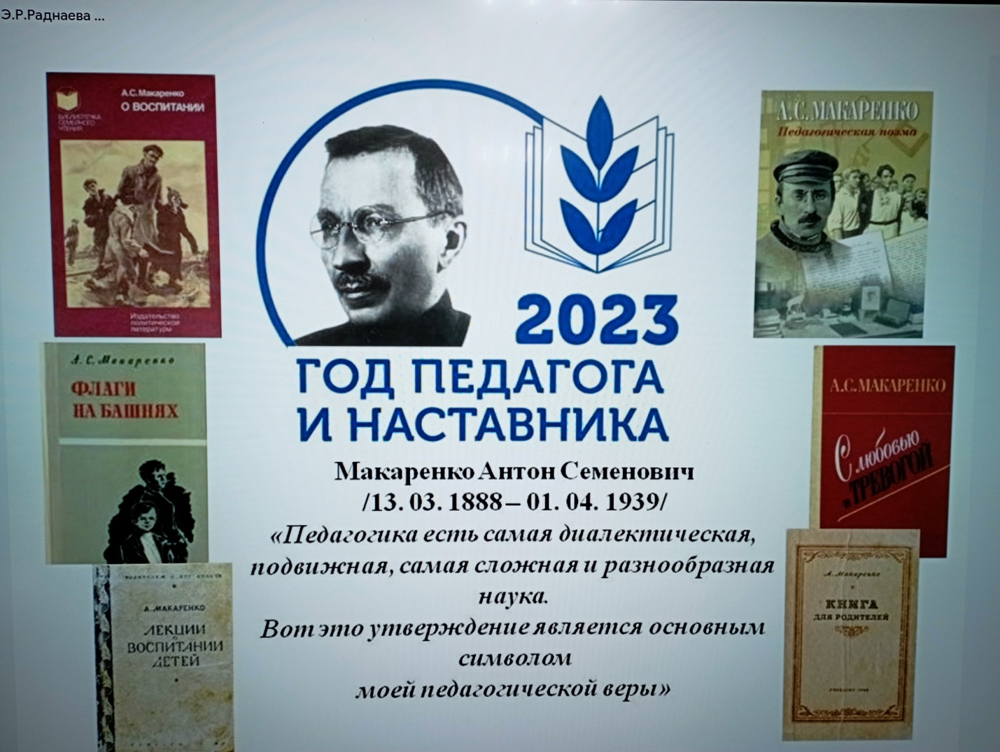 Э.Р.Раднаева ...
А.С.Макаренко
О ВОСПИТАНИИ
БИБЛИОТЕЧКА
СЕМЕЙНОГО
ЧТЕНИЯ
Издательство
политической
литературы
А. С. Макаренко
ФЛАГИ
НА БАШНЯХ
А. МАКАРЕНКО
ЛЕКЦИИ
О
ВОСПИТАНИИ
ДЕТЕЙ
2023
ГОД ПЕДАГОГА
И НАСТАВНИКА
Макаренко Антон Семенович
/13. 03. 1888 – 01. 04. 1939/
«Педагогика есть самая диалектическая,
подвижная, самая сложная и разнообразная
наука.
Вот это утверждение является основным
символом
моей педагогической веры»
А.С. МАКАРЕНКО
Педагогическая поэма
А.С. МАКАРЕНКО
С любовью
и ТРЕВОГОЙ
А. Макаренко
КНИГА
ДЛЯ РОДИТЕЛЕЙ